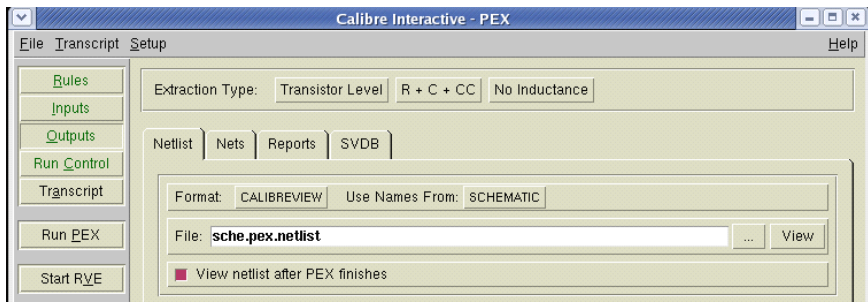 Calibre Interactive - PEX
File Transcript Setup Help
Rules
Inputs
Outputs
Run Control
Transcript
Run PEX
Start RVE
Extraction Type: Transistor Level R + C + CC No Inductance
Netlist Nets Reports SVDB
Format: CALIBREVIEW Use Names From: SCHEMATIC
File: sche.pex.netlist ... View
View netlist after PEX finishes